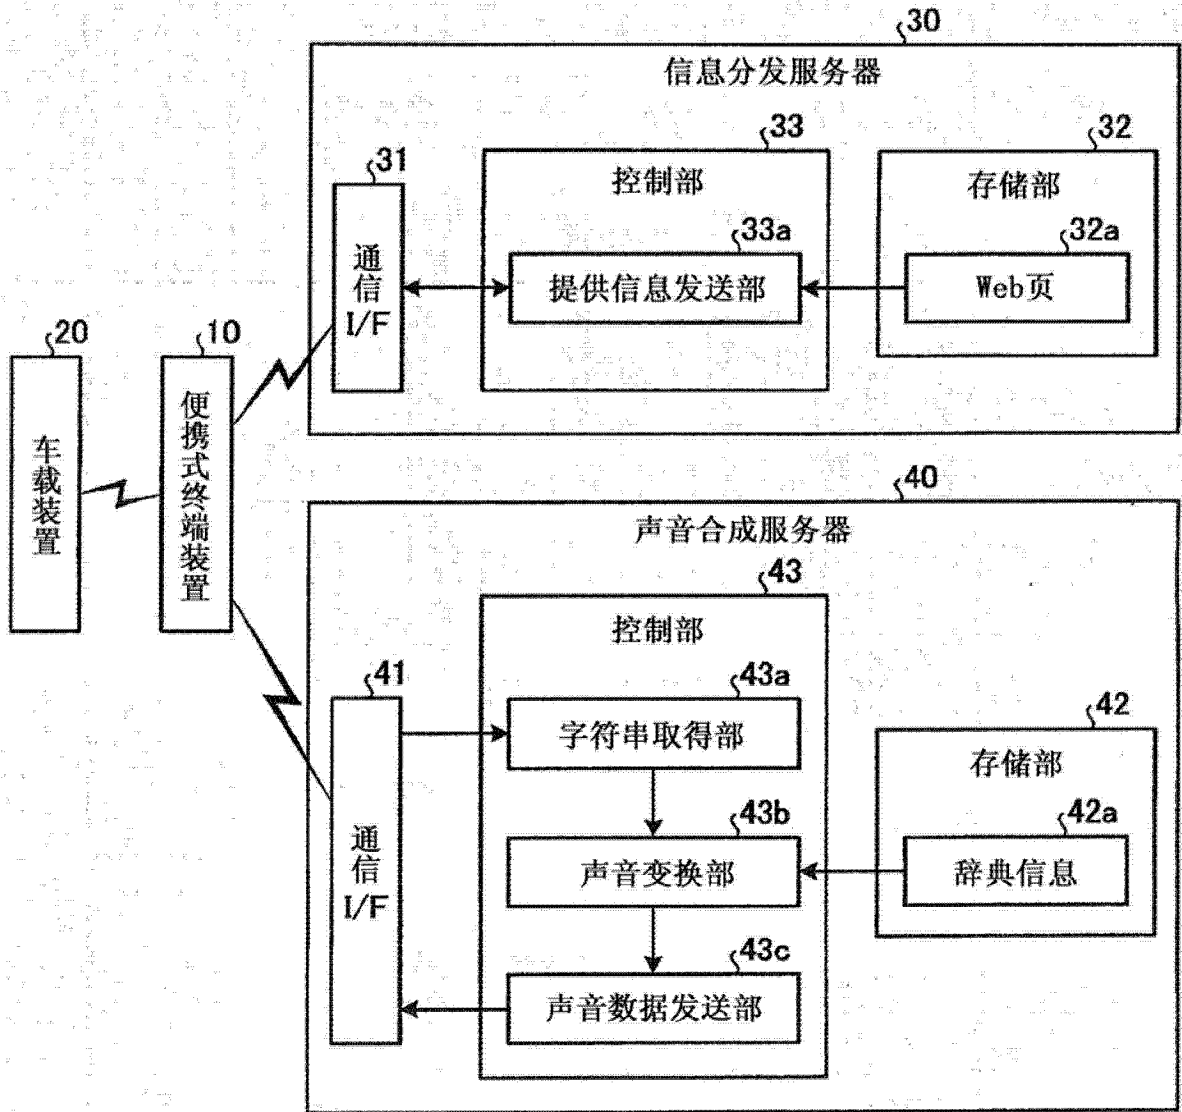 30
信息分发服务器
31
通信I/F
33
控制部
33a
提供信息发送部
32
存储部
32a
Web页
20
车载装置
10
便携式终端装置
40
声音合成服务器
41
通信I/F
43
控制部
43a
字符串取得部
43b
声音变换部
43c
声音数据发送部
42
存储部
42a
辞典信息